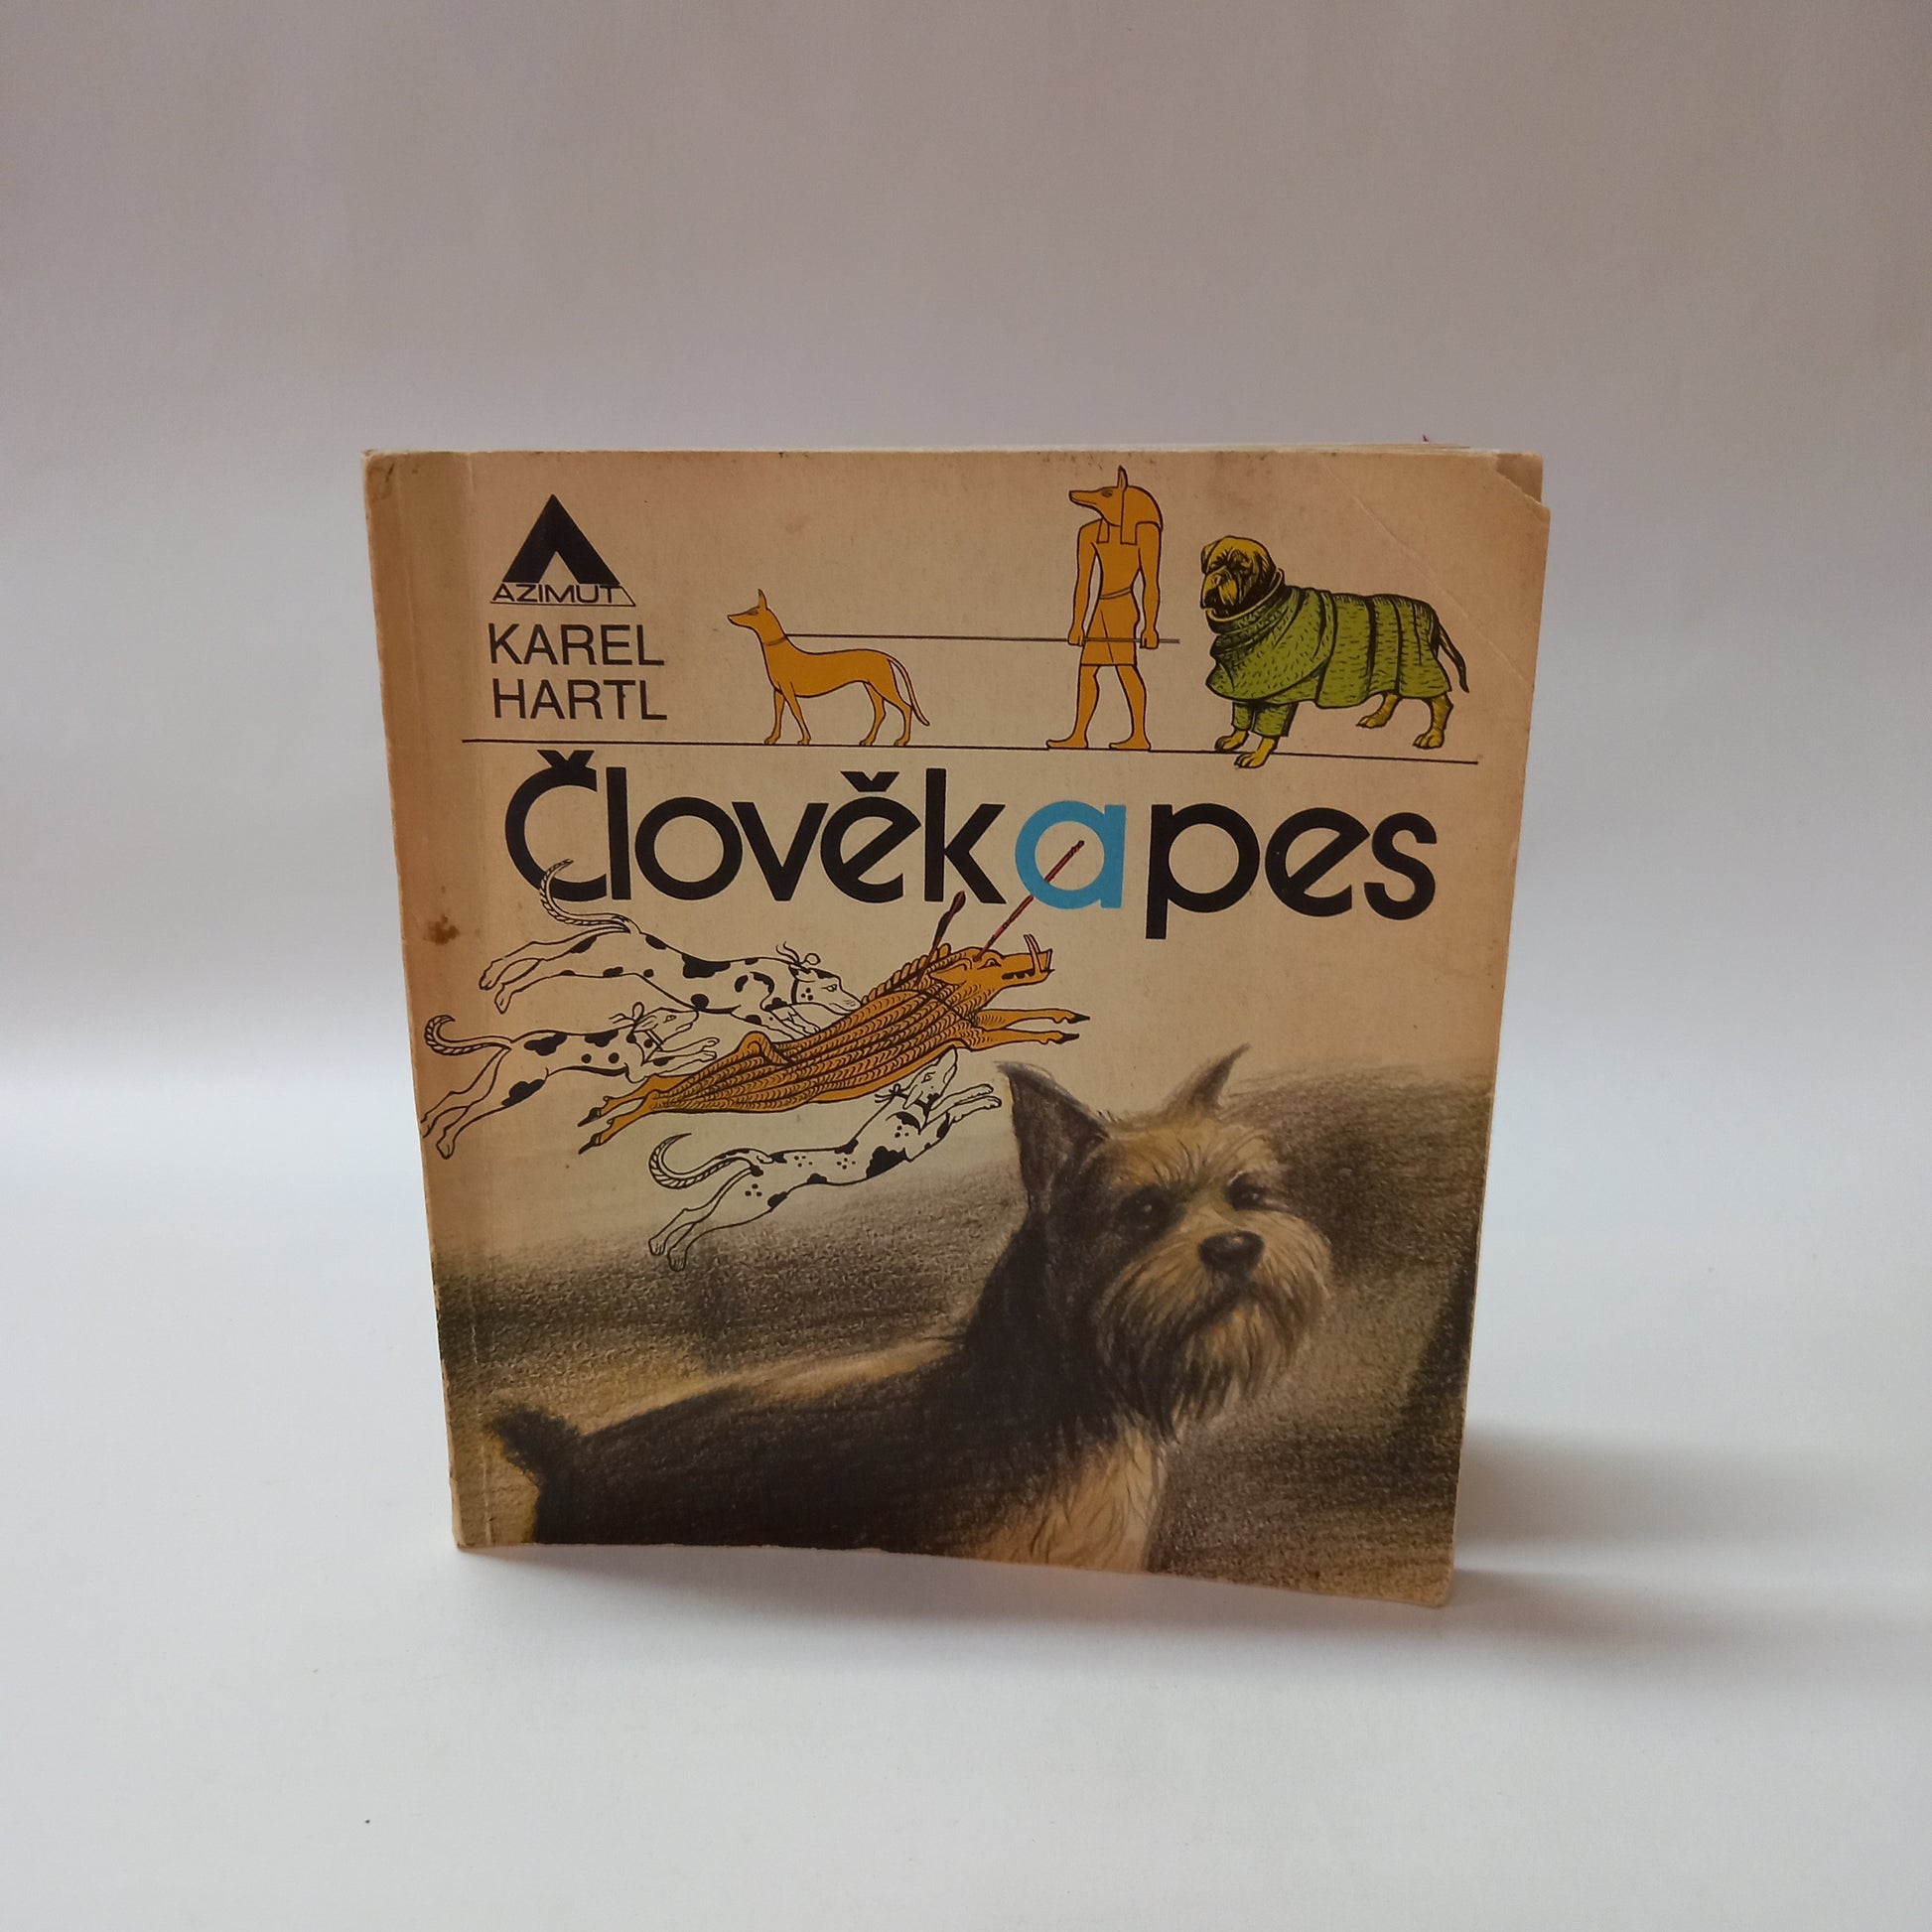 AZIMUT
KAREL
HARTL
Člověk a pes